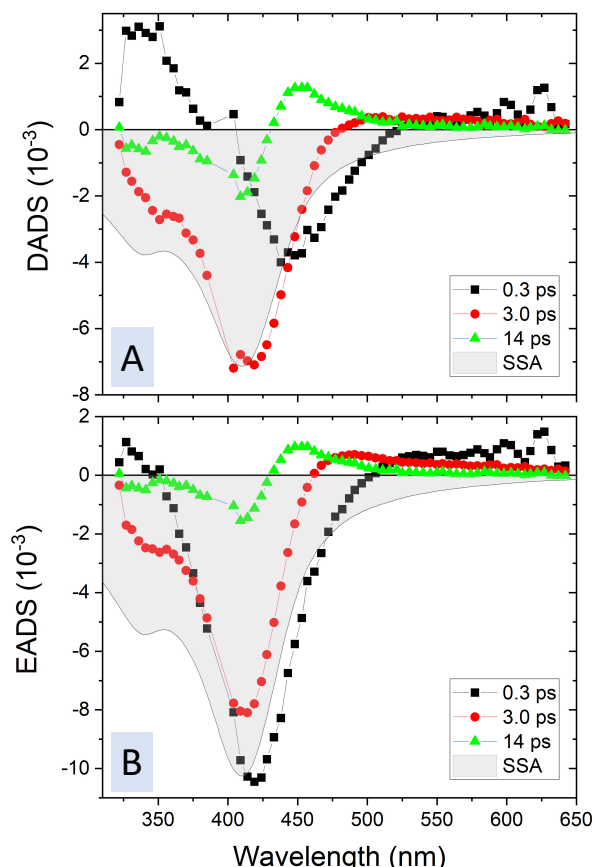 2
0
-2
-4
-6
-8
DADS (10⁻³)
A
0.3 ps
3.0 ps
14 ps
SSA
2
0
-2
-4
-6
-8
-10
EADS (10⁻³)
B
0.3 ps
3.0 ps
14 ps
SSA
350 400 450 500 550 600 650
Wavelength (nm)